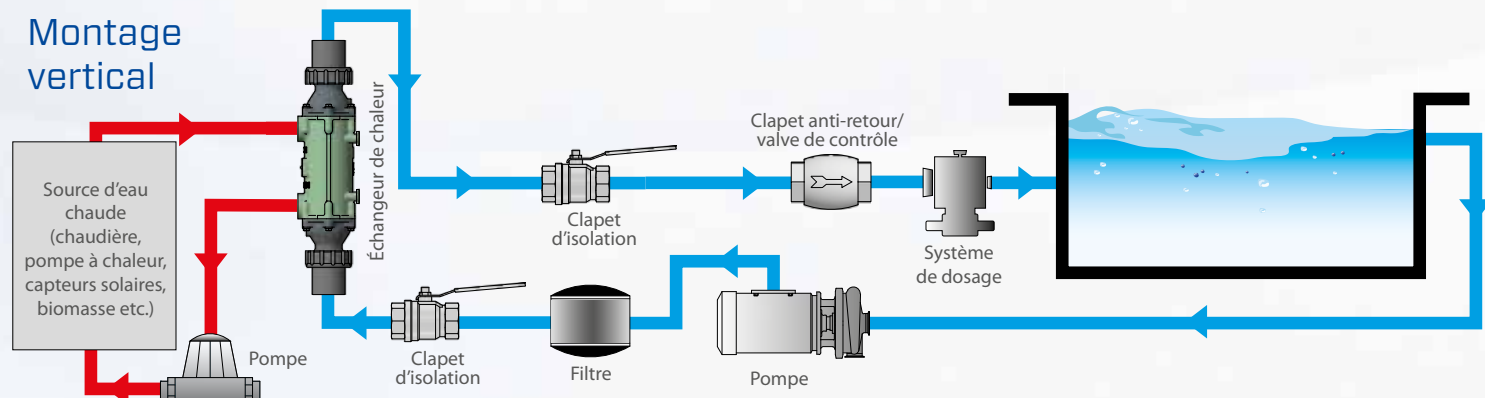 Montage
vertical
Source d'eau
chaude
(chaudière,
pompe à chaleur,
capteurs solaires,
biomasse etc.)
Pompe
Échangeur de chaleur
Clapet
d'isolation
Clapet anti-retour/
valve de contrôle
Système
de dosage
Clapet
d'isolation
Filtre
Pompe